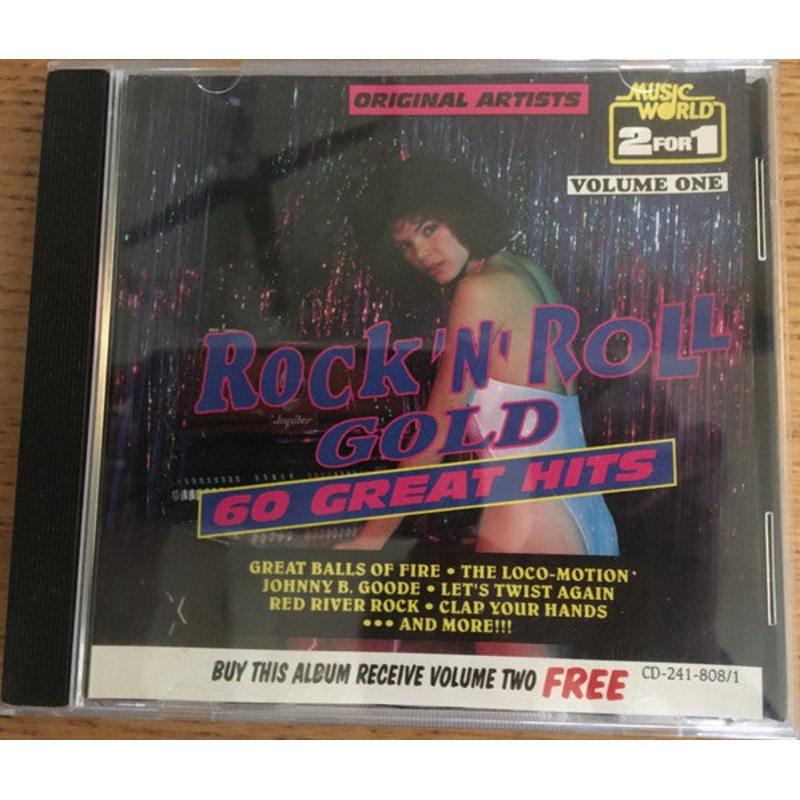 ORIGINAL ARTISTS
MUSIC
WORLD
2 FOR 1
VOLUME ONE
ROCK 'N' ROLL
Jupiter
GOLD
60 GREAT HITS
GREAT BALLS OF FIRE • THE LOCO-MOTION
JOHNNY B. GOODE • LET'S TWIST AGAIN
RED RIVER ROCK • CLAP YOUR HANDS
••• AND MORE!!!
BUY THIS ALBUM RECEIVE VOLUME TWO FREE CD-241-808/1